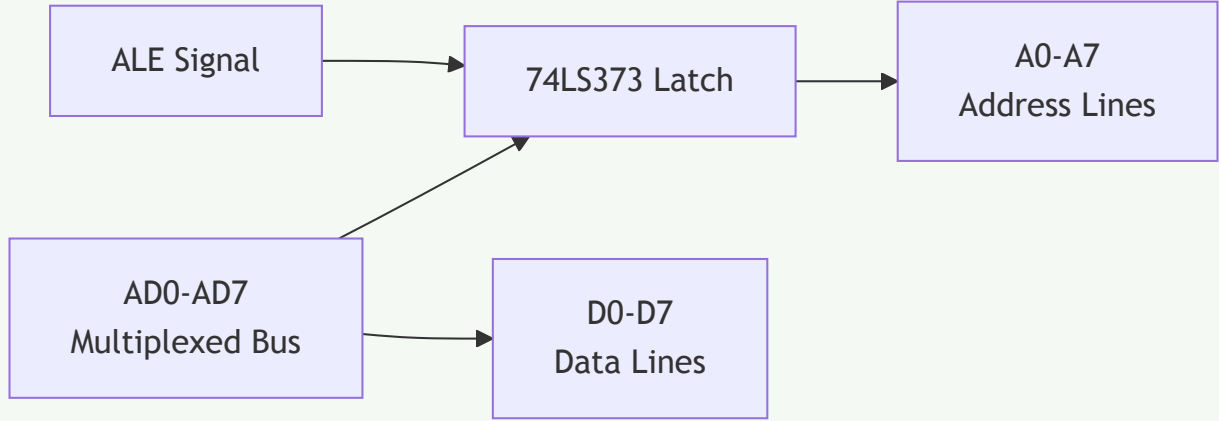 ALE Signal
74LS373 Latch
A0-A7
Address Lines
AD0-AD7
Multiplexed Bus
D0-D7
Data Lines